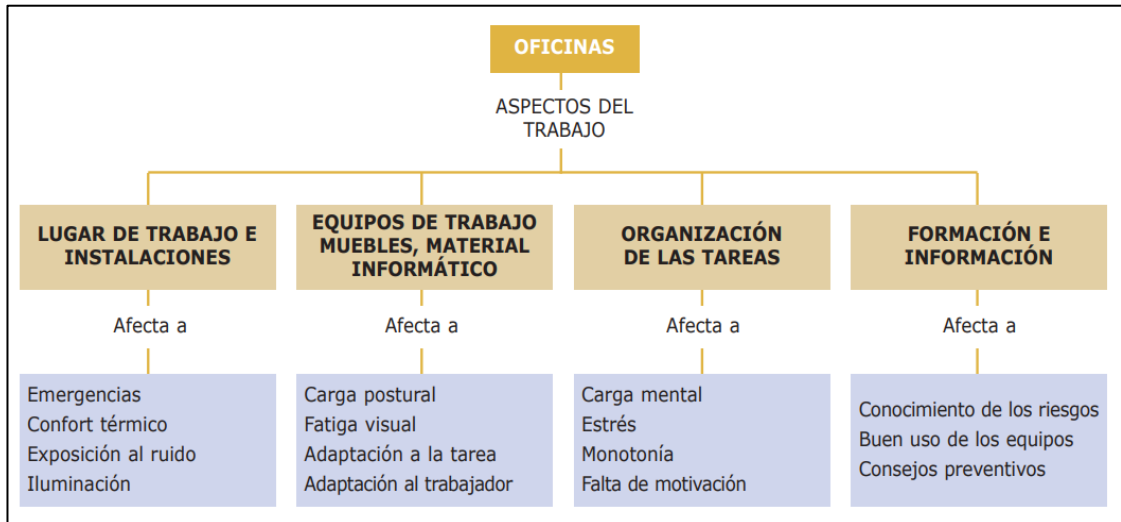 OFICINAS
ASPECTOS DEL
TRABAJO
LUGAR DE TRABAJO E
INSTALACIONES
Afecta a
Emergencias
Confort térmico
Exposición al ruido
Iluminación
EQUIPOS DE TRABAJO
MUEBLES, MATERIAL
INFORMÁTICO
Afecta a
Carga postural
Fatiga visual
Adaptación a la tarea
Adaptación al trabajador
ORGANIZACIÓN
DE LAS TAREAS
Afecta a
Carga mental
Estrés
Monotonía
Falta de motivación
FORMACIÓN E
INFORMACIÓN
Afecta a
Conocimiento de los riesgos
Buen uso de los equipos
Consejos preventivos